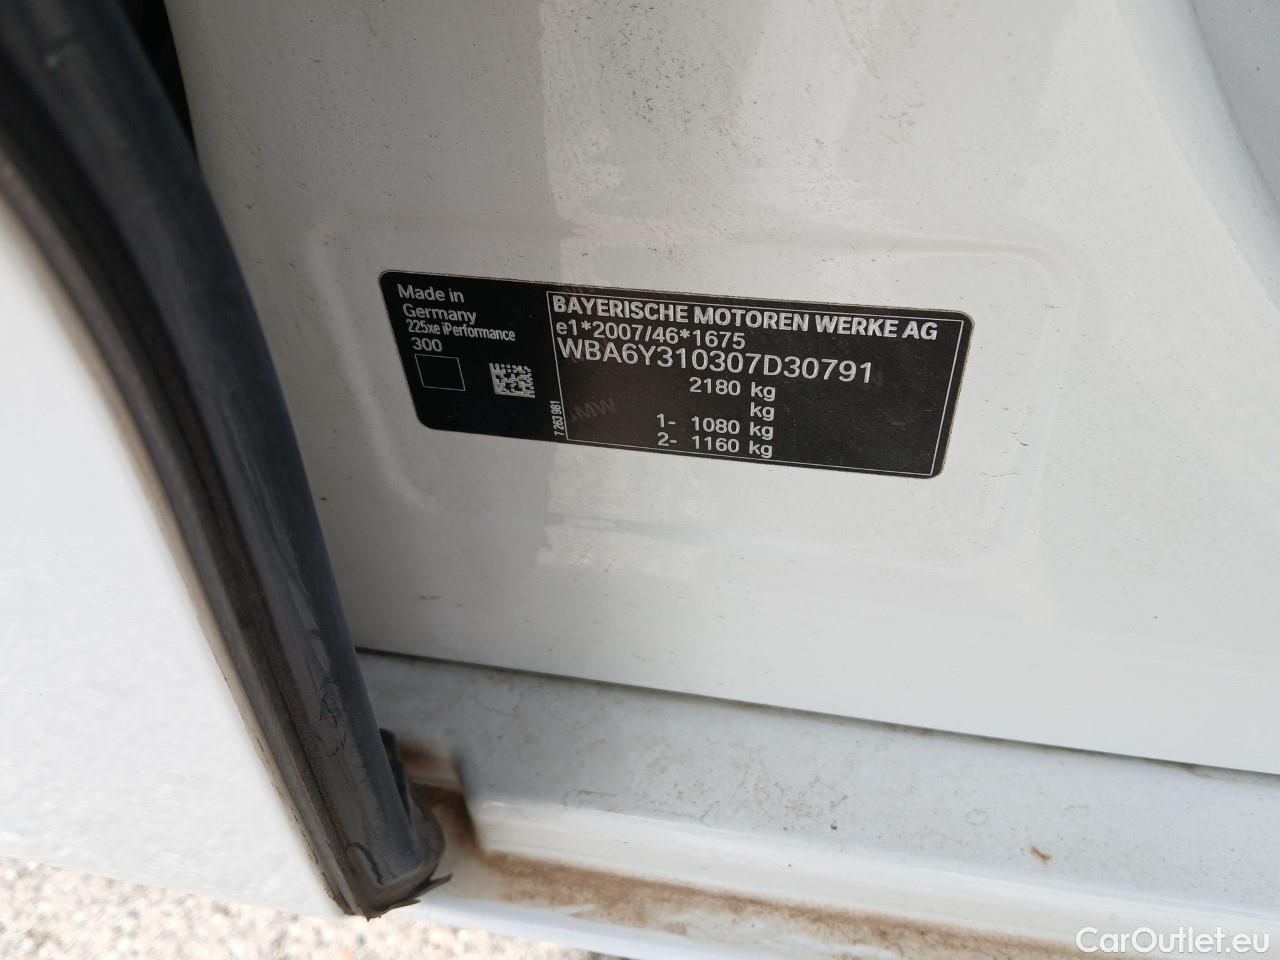 Made in
Germany
225xe iPerformance
300
7 263 981
BAYERISCHE MOTOREN WERKE AG
e1*2007/46*1675
WBA6Y310307D30791
2180 kg
kg
1- 1080 kg
2- 1160 kg
BMW
CarOutlet.eu